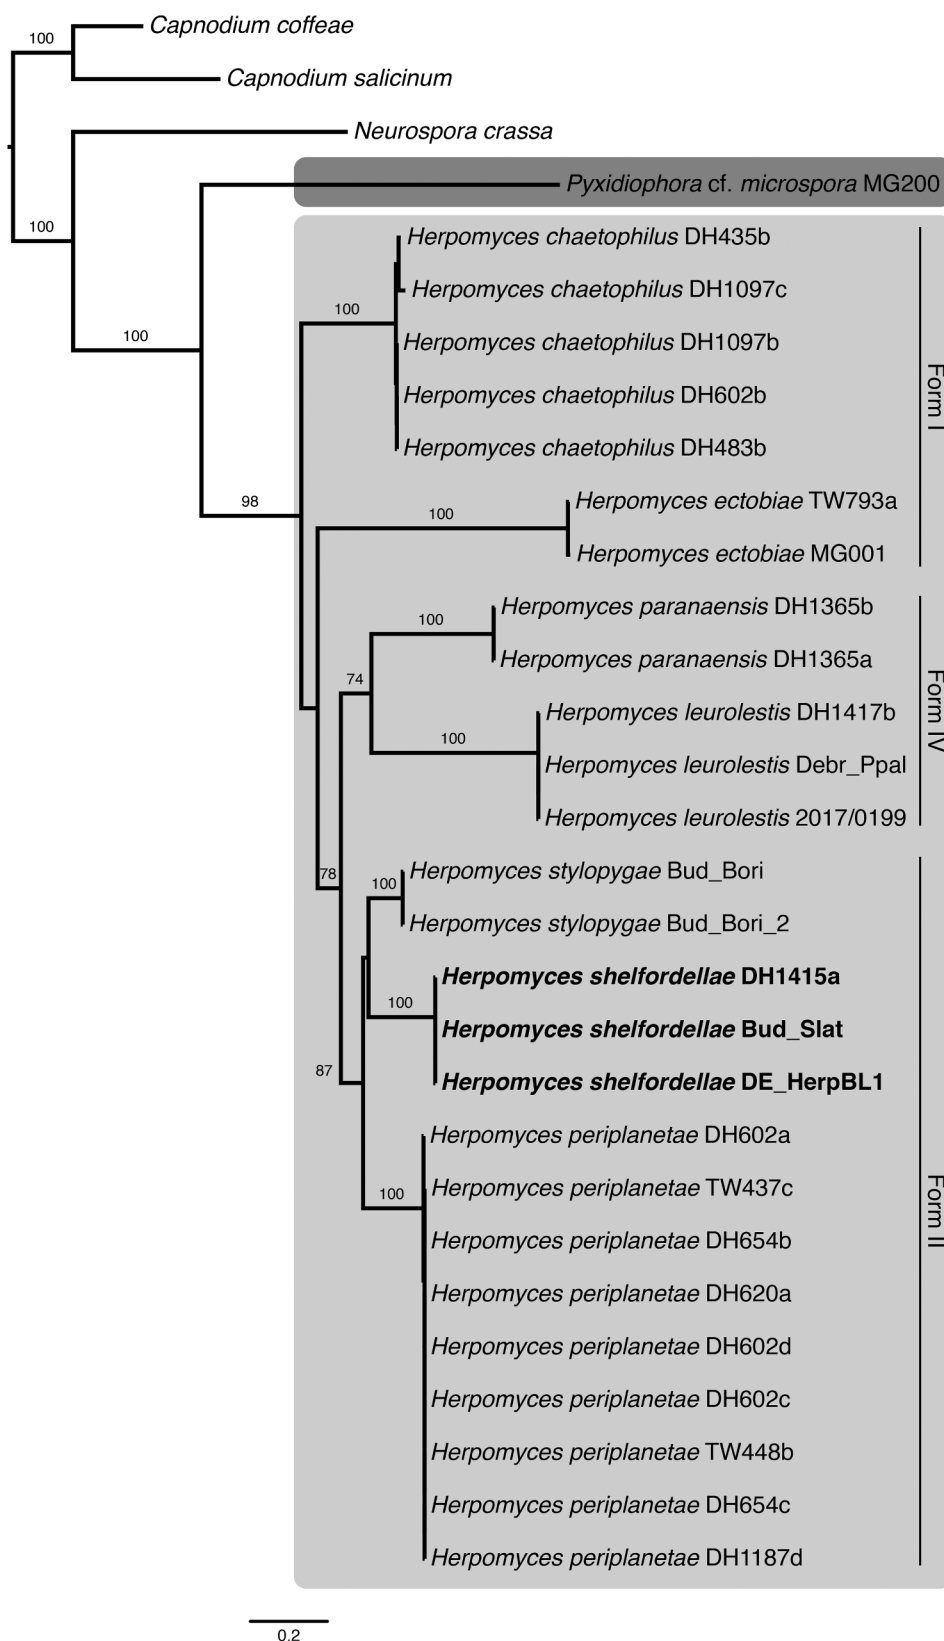 Capnodium coffeae
100
Capnodium salicinum
Neurospora crassa
Pyxidiophora cf. microspora MG200
100
Herpomyces chaetophilus DH435b
Herpomyces chaetophilus DH1097c
100
100
Herpomyces chaetophilus DH1097b
Form I
Herpomyces chaetophilus DH602b
Herpomyces chaetophilus DH483b
98
Herpomyces ectobiae TW793a
100
Herpomyces ectobiae MG001
Herpomyces paranaensis DH1365b
100
Herpomyces paranaensis DH1365a
74
Form IV
Herpomyces leurolestis DH1417b
100
Herpomyces leurolestis Debr_Ppal
Herpomyces leurolestis 2017/0199
78
Herpomyces stylopygae Bud_Bori
100
Herpomyces stylopygae Bud_Bori_2
Herpomyces shelfordellae DH1415a
100
Herpomyces shelfordellae Bud_Slat
87
Herpomyces shelfordellae DE_HerpBL1
Herpomyces periplanetae DH602a
100
Herpomyces periplanetae TW437c
Form II
Herpomyces periplanetae DH654b
Herpomyces periplanetae DH620a
Herpomyces periplanetae DH602d
Herpomyces periplanetae DH602c
Herpomyces periplanetae TW448b
Herpomyces periplanetae DH654c
Herpomyces periplanetae DH1187d
0.2